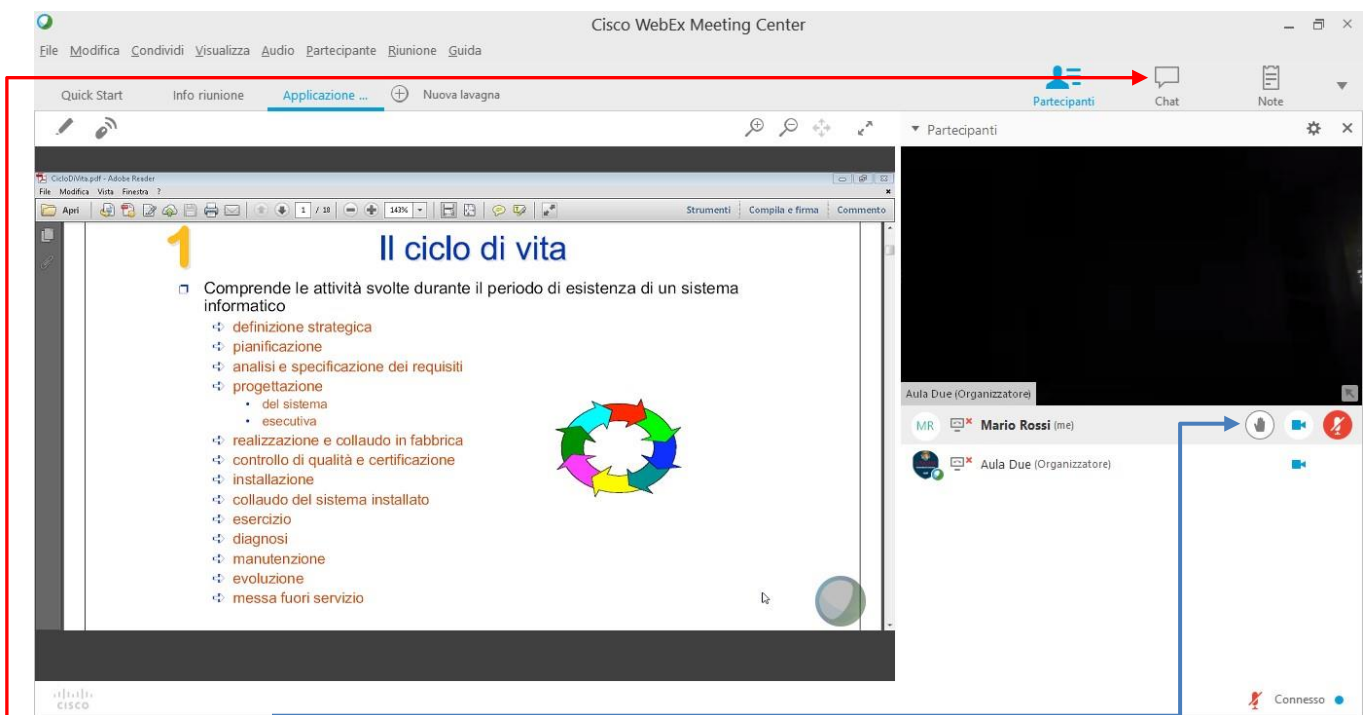 Cisco WebEx Meeting Center
File Modifica Condividi Visualizza Audio Partecipante Riunione Guida
Quick Start Info riunione Applicazione ... Nuova lavagna
Partecipanti Chat Note
Partecipanti
CicloDiVita.pdf - Adobe Reader
File Modifica Vista Finestra ?
Apri 1 / 18 143% Strumenti Compila e firma Commento
1 Il ciclo di vita
Comprende le attività svolte durante il periodo di esistenza di un sistema
informatico
definizione strategica
pianificazione
analisi e specificazione dei requisiti
progettazione
del sistema
esecutiva
realizzazione e collaudo in fabbrica
controllo di qualità e certificazione
installazione
collaudo del sistema installato
esercizio
diagnosi
manutenzione
evoluzione
messa fuori servizio
Aula Due (Organizzatore)
MR Mario Rossi (me)
Aula Due (Organizzatore)
CISCO
Connesso